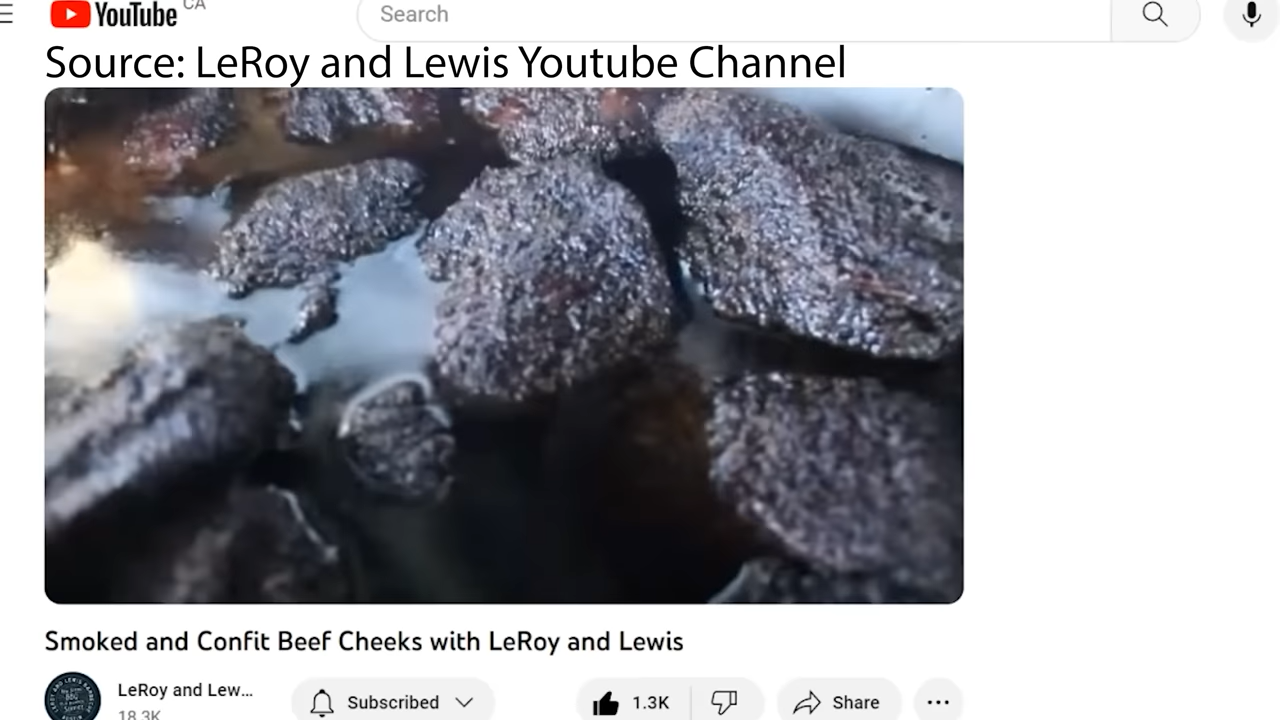 YouTube CA
Search
Source: LeRoy and Lewis Youtube Channel
Smoked and Confit Beef Cheeks with LeRoy and Lewis
LeRoy and Lew...
18.3K
Subscribed
1.3K
Share